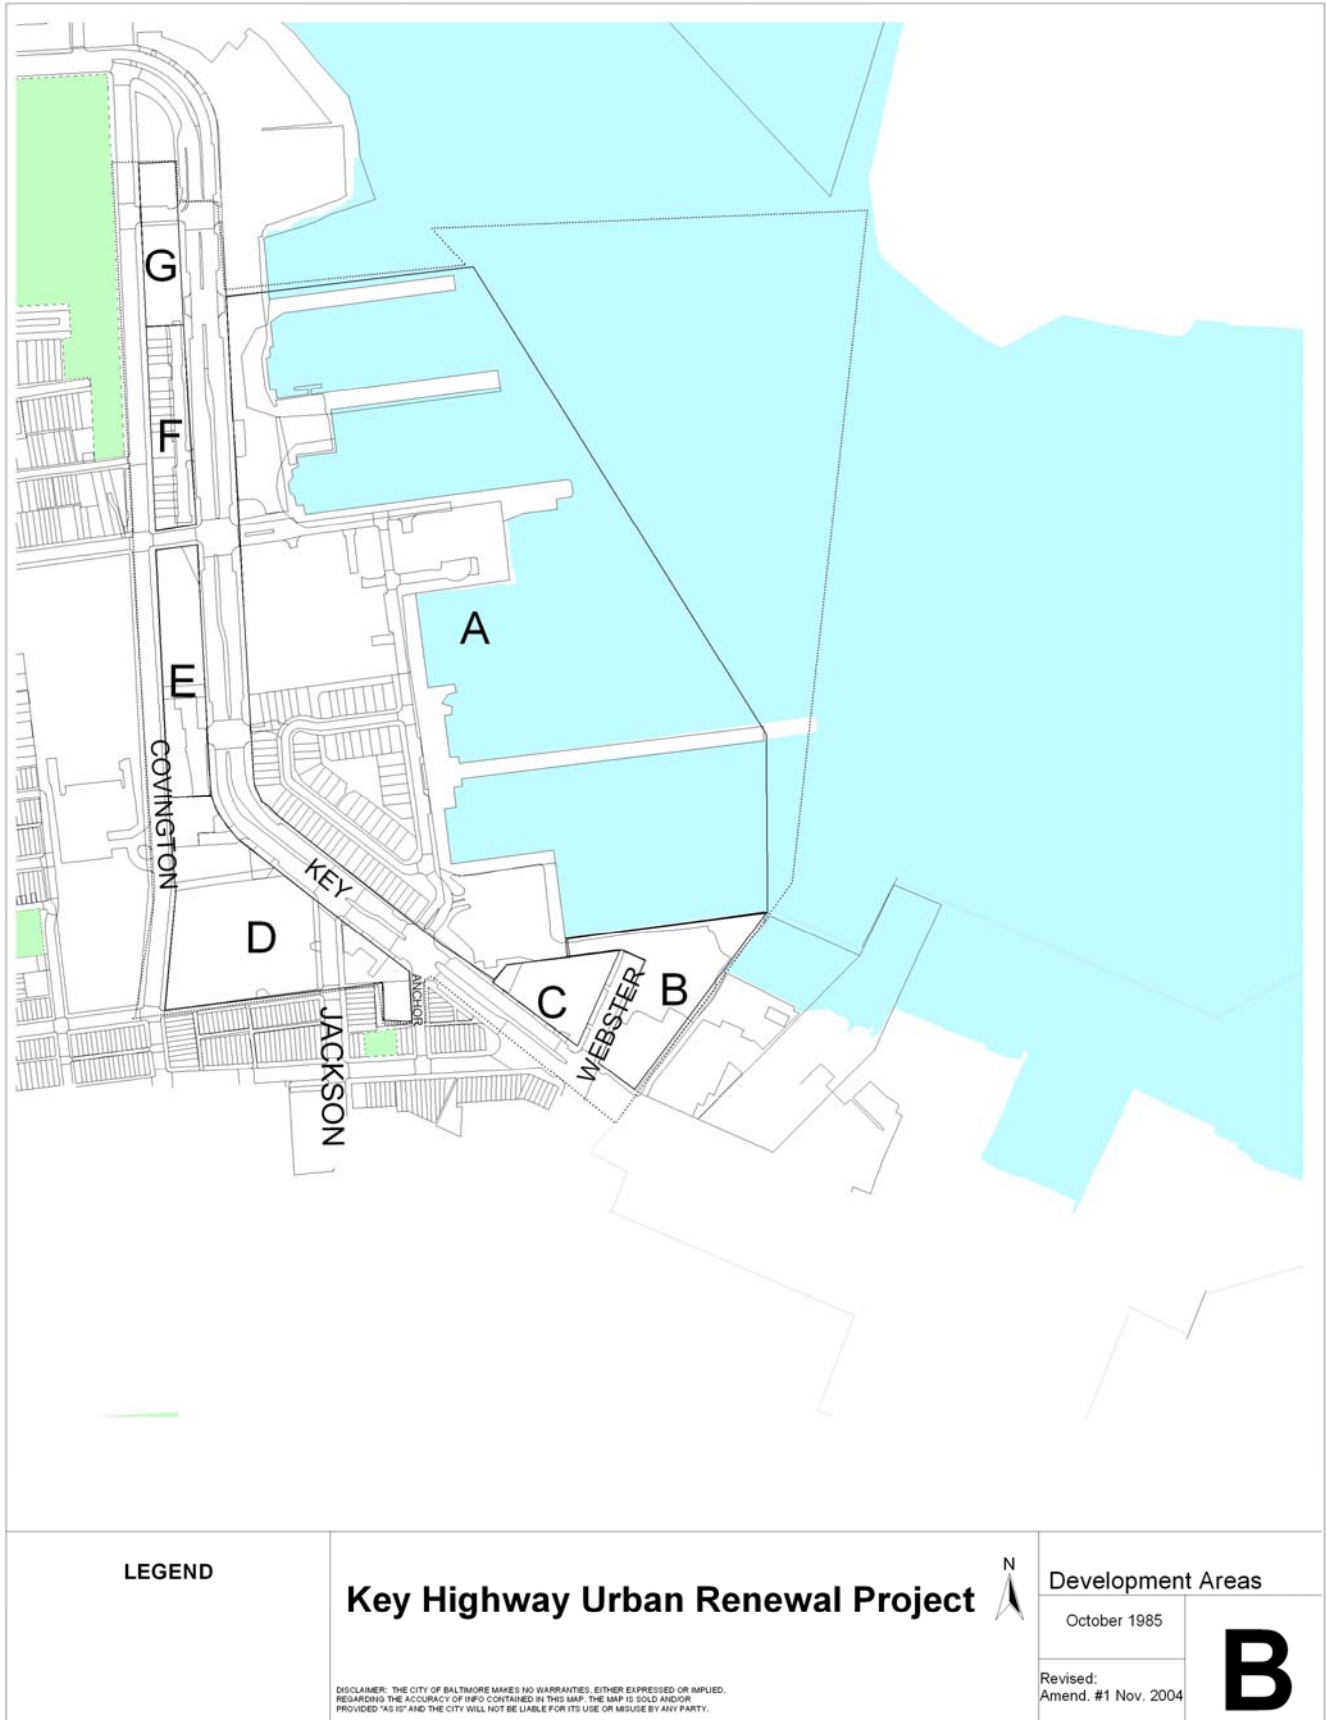 G
F
A
E
COVINGTON
KEY
D
ANCHOR
WEBSTER
B
C
JACKSON
LEGEND
Key Highway Urban Renewal Project
N
DISCLAIMER: THE CITY OF BALTIMORE MAKES NO WARRANTIES, EITHER EXPRESSED OR IMPLIED,
REGARDING THE ACCURACY OF INFO CONTAINED IN THIS MAP. THE MAP IS SOLD AND/OR
PROVIDED "AS IS" AND THE CITY WILL NOT BE LIABLE FOR ITS USE OR MISUSE BY ANY PARTY.
Development Areas
October 1985
Revised:
Amend. #1 Nov. 2004
B